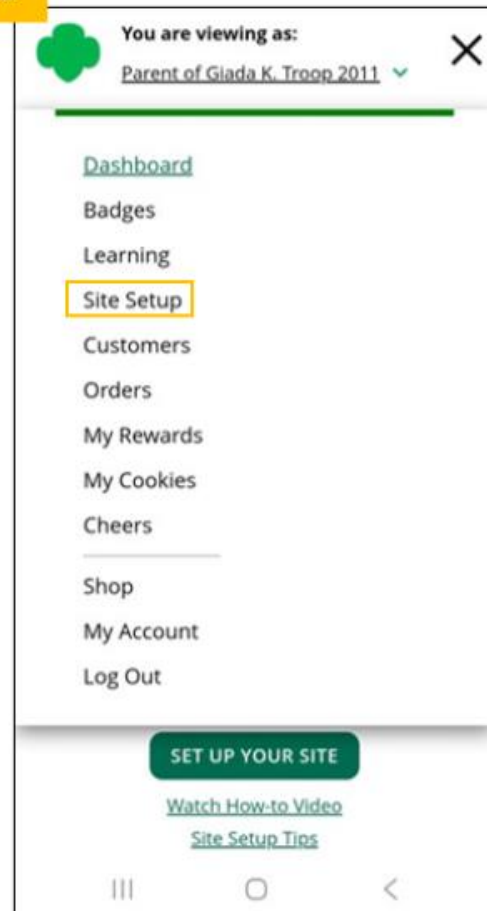 You are viewing as:
Parent of Giada K. Troop 2011
Dashboard
Badges
Learning
Site Setup
Customers
Orders
My Rewards
My Cookies
Cheers
Shop
My Account
Log Out
SET UP YOUR SITE
Watch How-to Video
Site Setup Tips